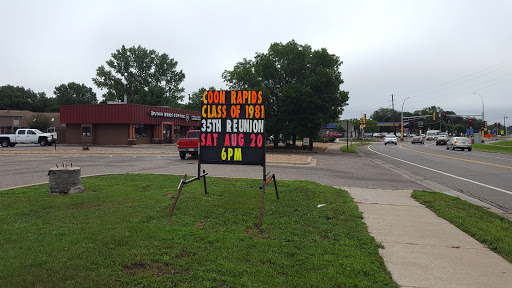 COON RAPIDS
CLASS OF 1981
35TH REUNION
SAT AUG 20
6PM